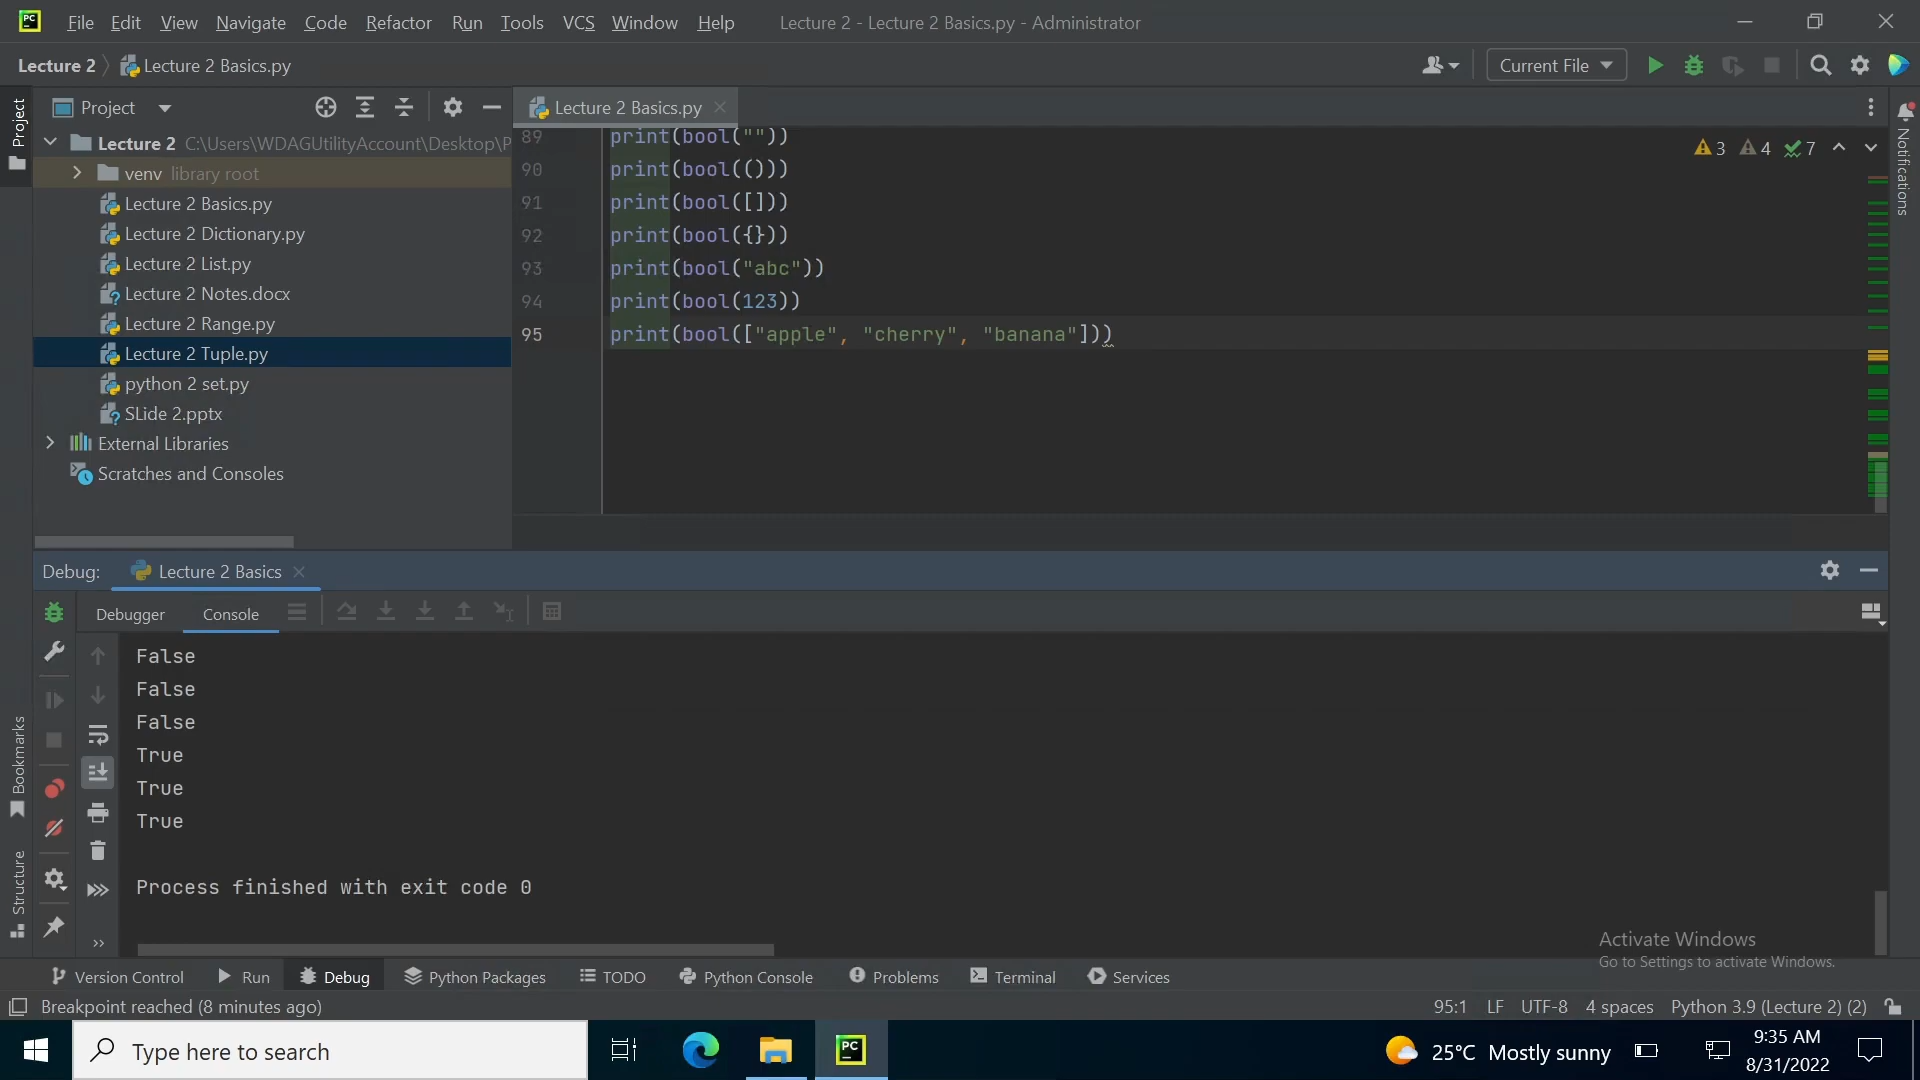 File Edit View Navigate Code Refactor Run Tools VCS Window Help Lecture 2 - Lecture 2 Basics.py - Administrator
Lecture 2 Lecture 2 Basics.py Current File
Project Lecture 2 Basics.py
Project
Lecture 2 C:\Users\WDAGUtilityAccount\Desktop\P
venv library root
Lecture 2 Basics.py
Lecture 2 Dictionary.py
Lecture 2 List.py
Lecture 2 Notes.docx
Lecture 2 Range.py
Lecture 2 Tuple.py
python 2 set.py
SLide 2.pptx
External Libraries
Scratches and Consoles
89 print(bool(""))
90 print(bool(()))
91 print(bool([]))
92 print(bool({}))
93 print(bool("abc"))
94 print(bool(123))
95 print(bool(["apple", "cherry", "banana"]))
3 4 7
Notifications
Debug: Lecture 2 Basics
Debugger Console
False
False
False
True
True
True
Process finished with exit code 0
Bookmarks
Structure
Activate Windows
Go to Settings to activate Windows.
Version Control Run Debug Python Packages TODO Python Console Problems Terminal Services
Breakpoint reached (8 minutes ago) 95:1 LF UTF-8 4 spaces Python 3.9 (Lecture 2) (2)
Type here to search PC 25°C Mostly sunny 9:35 AM
8/31/2022